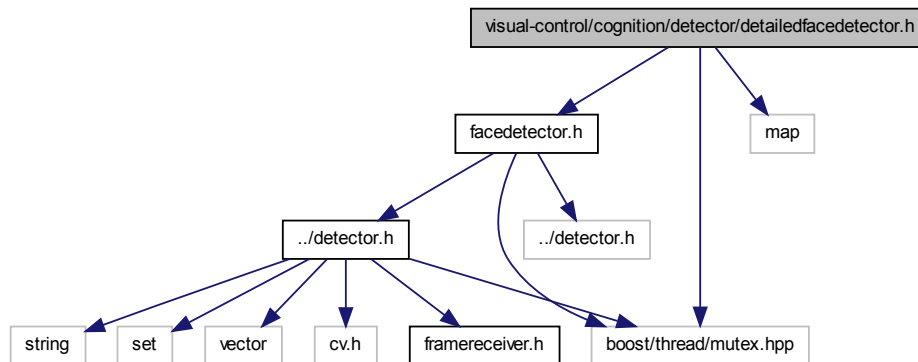 visual-control/cognition/detector/detailedfacedetector.h
facedetector.h
map
../detector.h
../detector.h
string
set
vector
cv.h
framereceiver.h
boost/thread/mutex.hpp